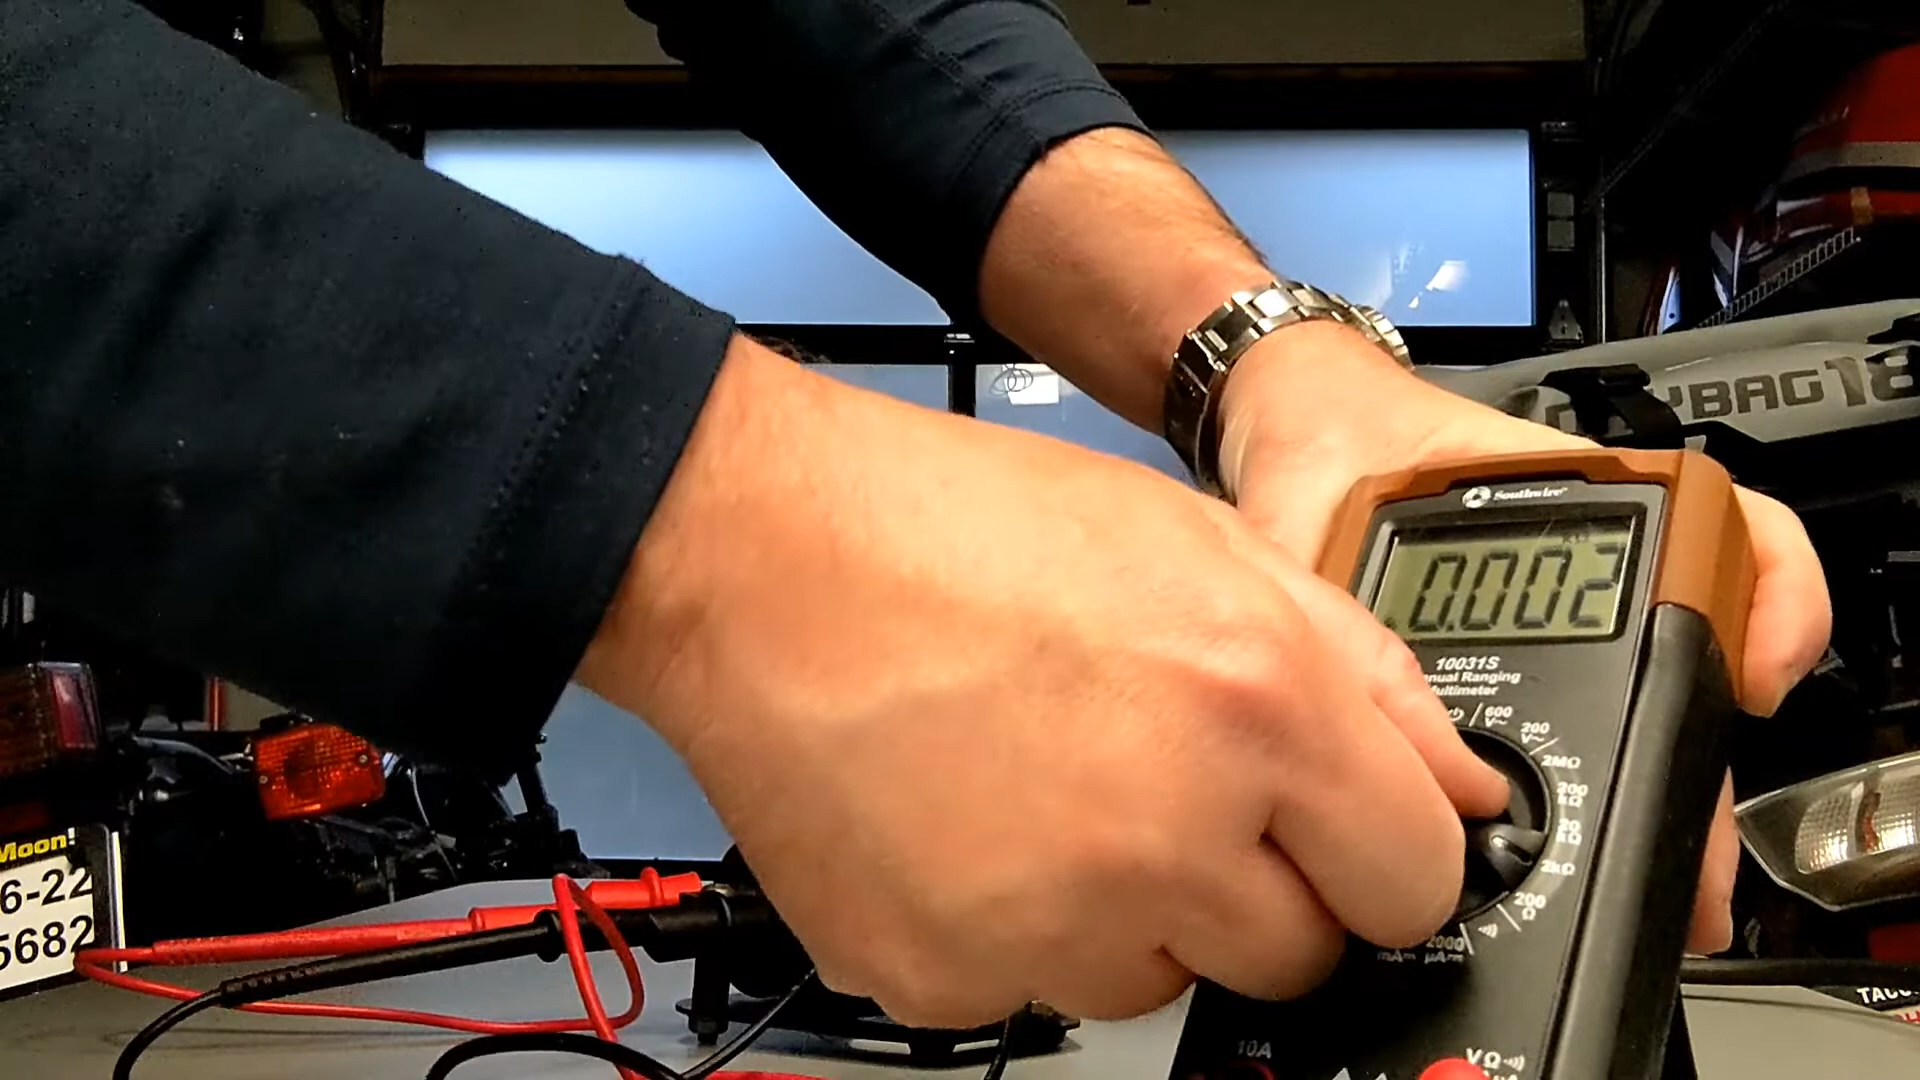 YBAG18
Southwire
0.002
10031S
nual Ranging
ultimeter
600
V~
200
V~
2MΩ
200
kΩ
20
kΩ
2kΩ
200
Ω
2000
mA
µA
10A
VΩ
Moon!
6-22
5682
TACO